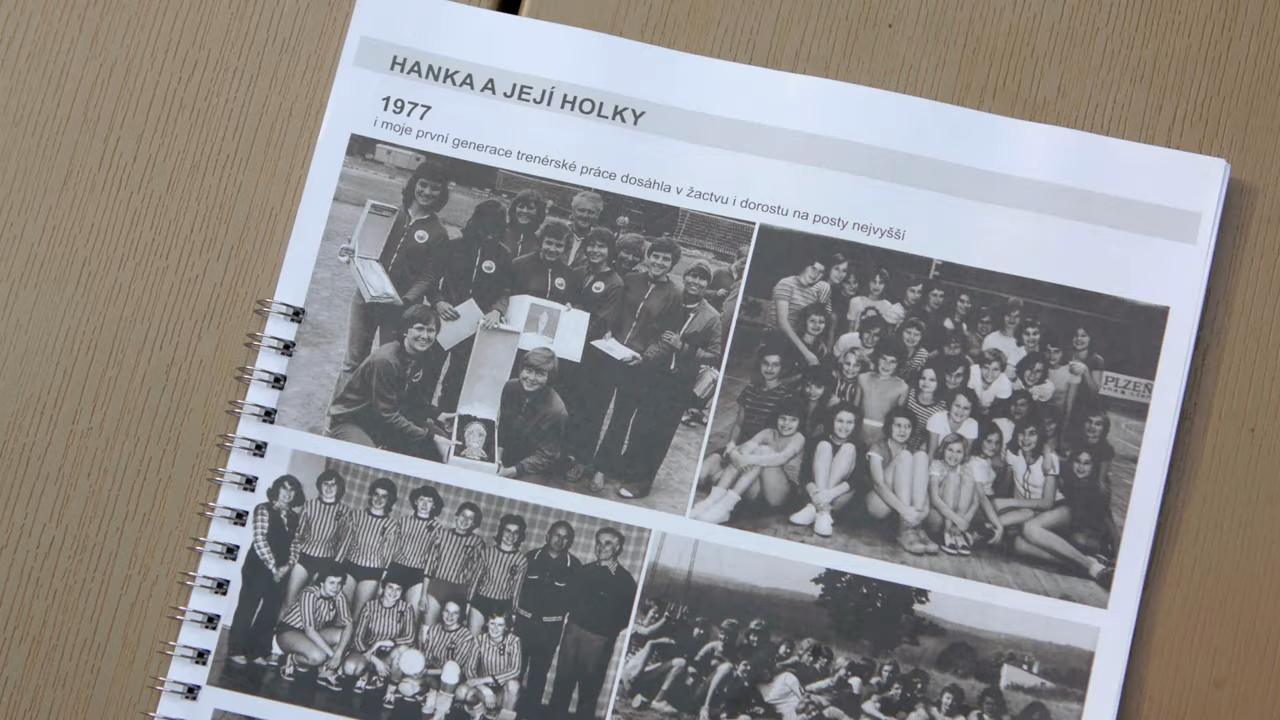 HANKA A JEJÍ HOLKY
1977
i moje první generace trenérské práce dosáhla v žactvu i dorostu na posty nejvyšší
PLZEŇ